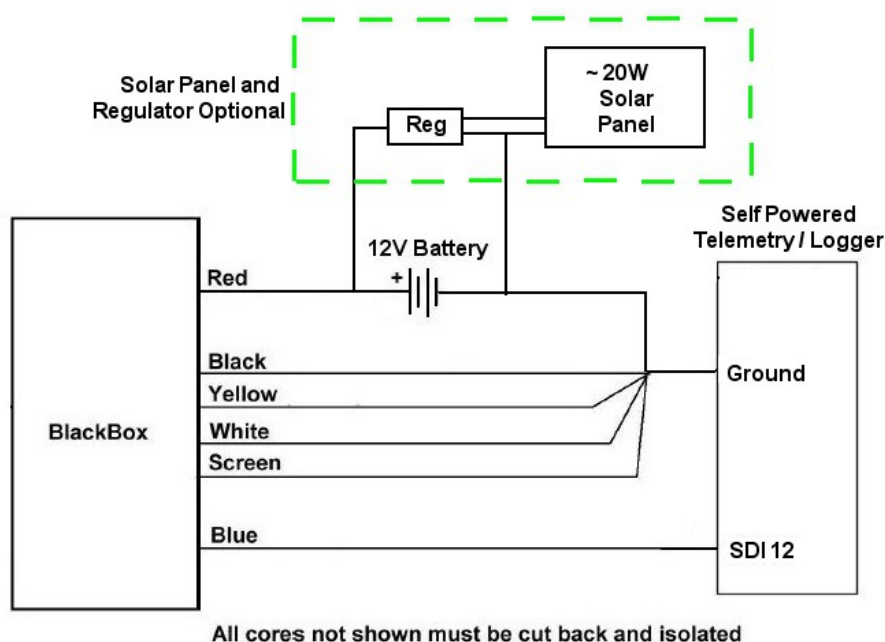 Solar Panel and
Regulator Optional
~ 20W
Solar
Panel
Reg
Self Powered
Telemetry / Logger
12V Battery
+
Red
Black
Yellow
White
Screen
Blue
BlackBox
Ground
SDI 12
All cores not shown must be cut back and isolated